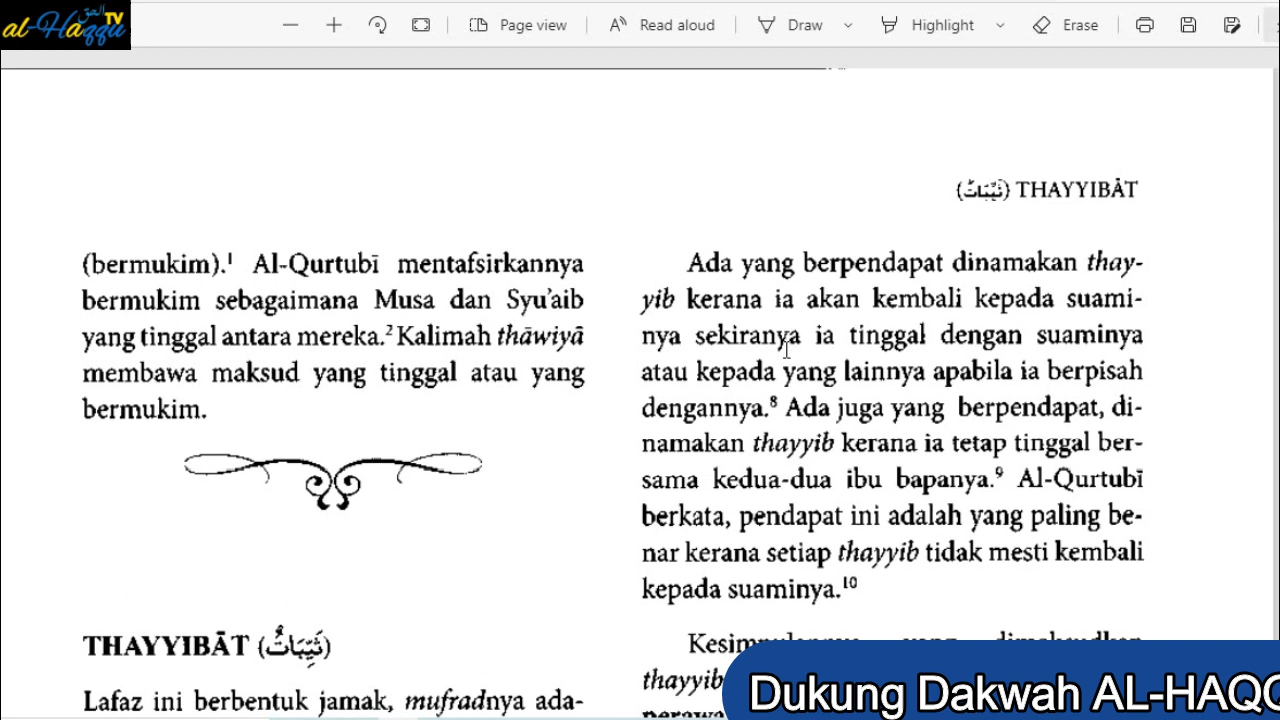 الحق
al-Haqqu TV
Page view
Read aloud
Draw
Highlight
Erase
(ثَيِّبَاتٌ) THAYYIBĀT
(bermukim).¹ Al-Qurtubī mentafsirkannya
bermukim sebagaimana Musa dan Syu'aib
yang tinggal antara mereka.² Kalimah thāwiyā
membawa maksud yang tinggal atau yang
bermukim.
THAYYIBĀT (ثَيِّبَاتٌ)
Lafaz ini berbentuk jamak, mufradnya ada-
Ada yang berpendapat dinamakan thay-
yib kerana ia akan kembali kepada suami-
nya sekiranya ia tinggal dengan suaminya
atau kepada yang lainnya apabila ia berpisah
dengannya.⁸ Ada juga yang berpendapat, di-
namakan thayyib kerana ia tetap tinggal ber-
sama kedua-dua ibu bapanya.⁹ Al-Qurtubī
berkata, pendapat ini adalah yang paling be-
nar kerana setiap thayyib tidak mesti kembali
kepada suaminya.¹⁰
thayyib
Dukung Dakwah AL-HAQQ